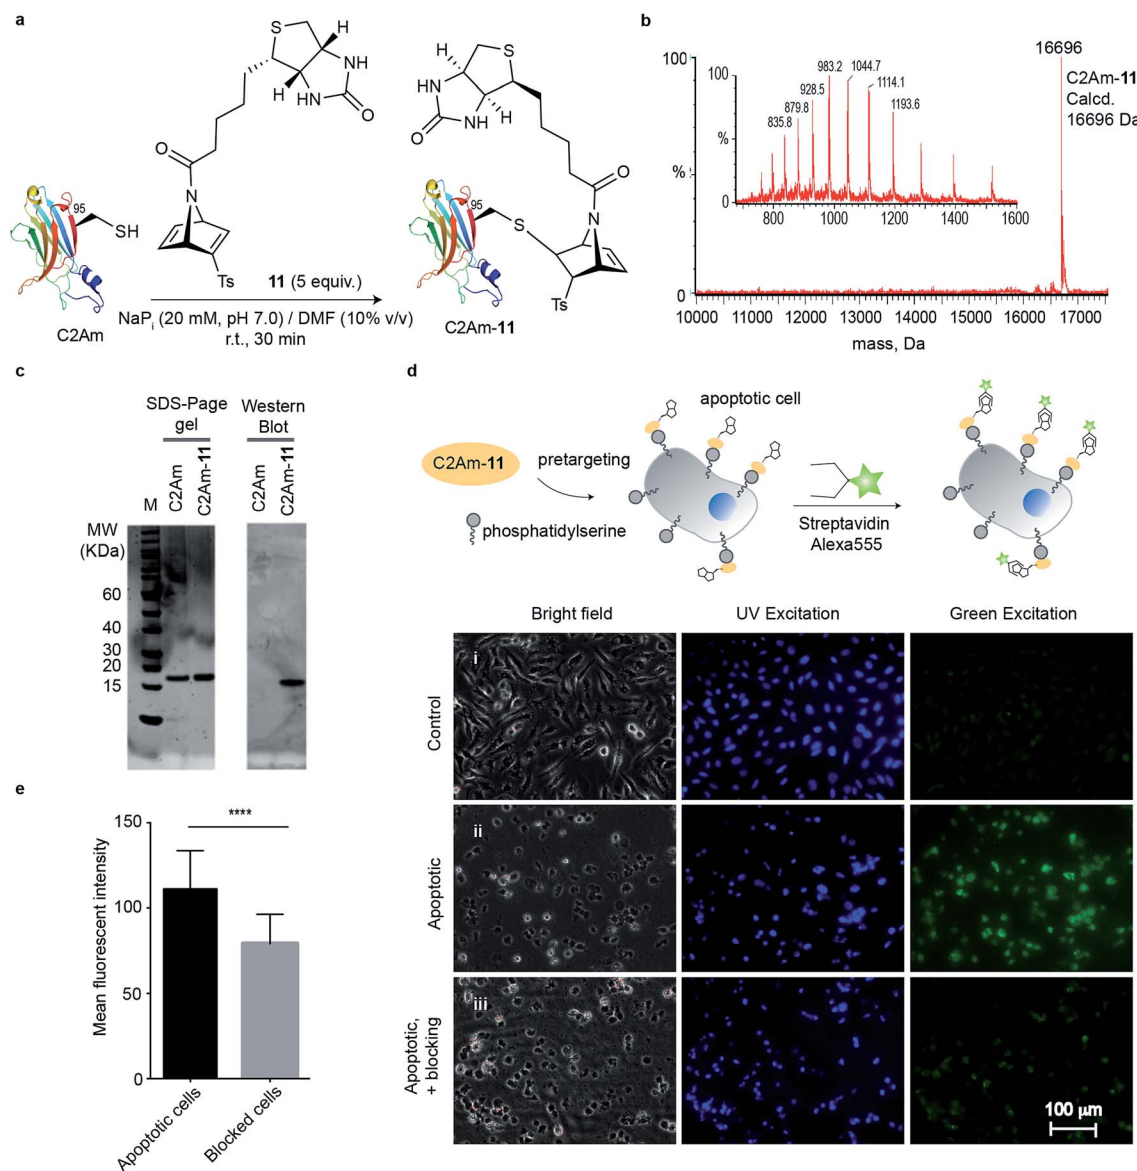 a
S
H
H
NH
NH
O
O
N
95
SH
Ts
11 (5 equiv.)
C2Am
NaPi (20 mM, pH 7.0) / DMF (10% v/v)
r.t., 30 min
H
S
HN
NH
H
O
O
N
95
S
Ts
C2Am-11
b
100
%
0
16696
C2Am-11
Calcd.
16696 Da
100
%
0
835.8
879.8
928.5
983.2
1044.7
1114.1
1193.6
800
1000
1200
1400
1600
10000
11000
12000
13000
14000
15000
16000
17000
mass, Da
c
SDS-Page
gel
Western
Blot
M
C2Am
C2Am-11
C2Am
C2Am-11
MW
(KDa)
60
40
30
20
15
d
apoptotic cell
C2Am-11
pretargeting
phosphatidylserine
Streptavidin
Alexa555
Bright field
UV Excitation
Green Excitation
Control
i
Apoptotic
ii
Apoptotic,
+ blocking
iii
100 µm
e
Mean fluorescent intensity
150
100
50
0
****
Apoptotic cells
Blocked cells